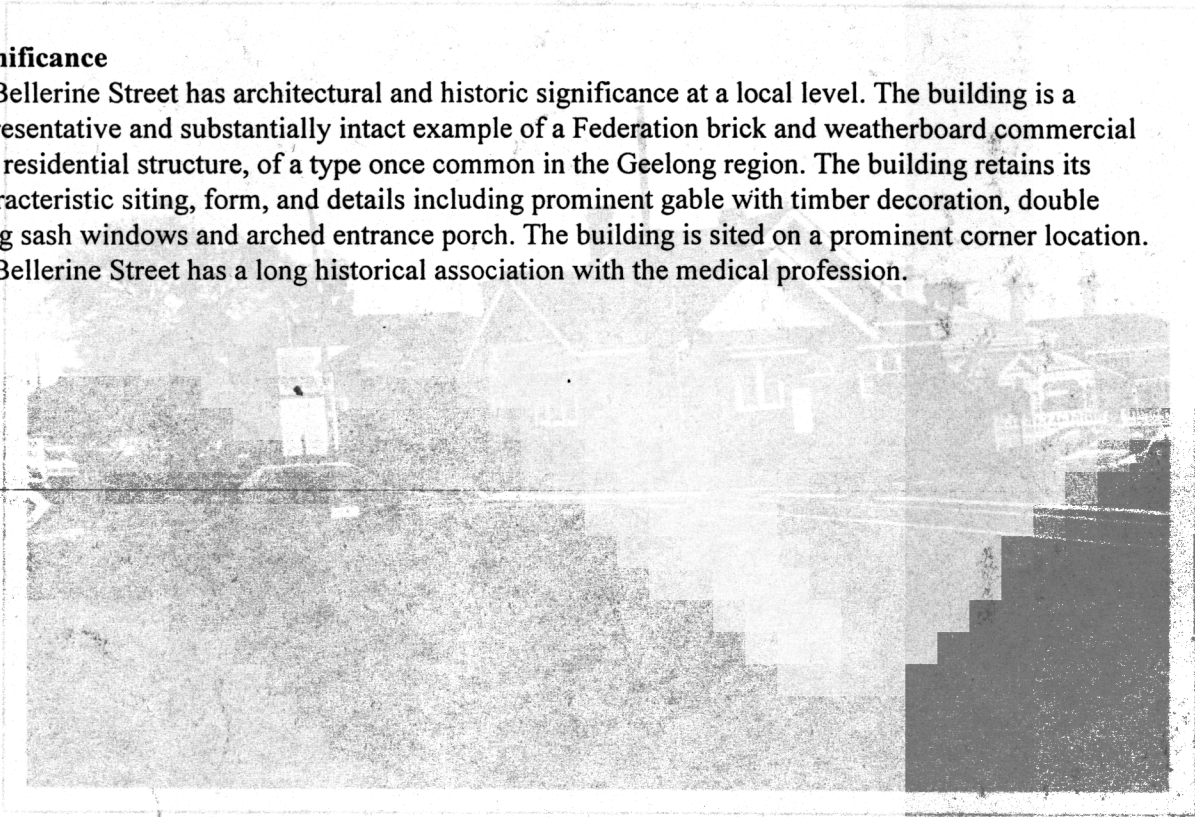 nificance
Bellerine Street has architectural and historic significance at a local level. The building is a
resentative and substantially intact example of a Federation brick and weatherboard commercial
residential structure, of a type once common in the Geelong region. The building retains its
racteristic siting, form, and details including prominent gable with timber decoration, double
g sash windows and arched entrance porch. The building is sited on a prominent corner location.
Bellerine Street has a long historical association with the medical profession.